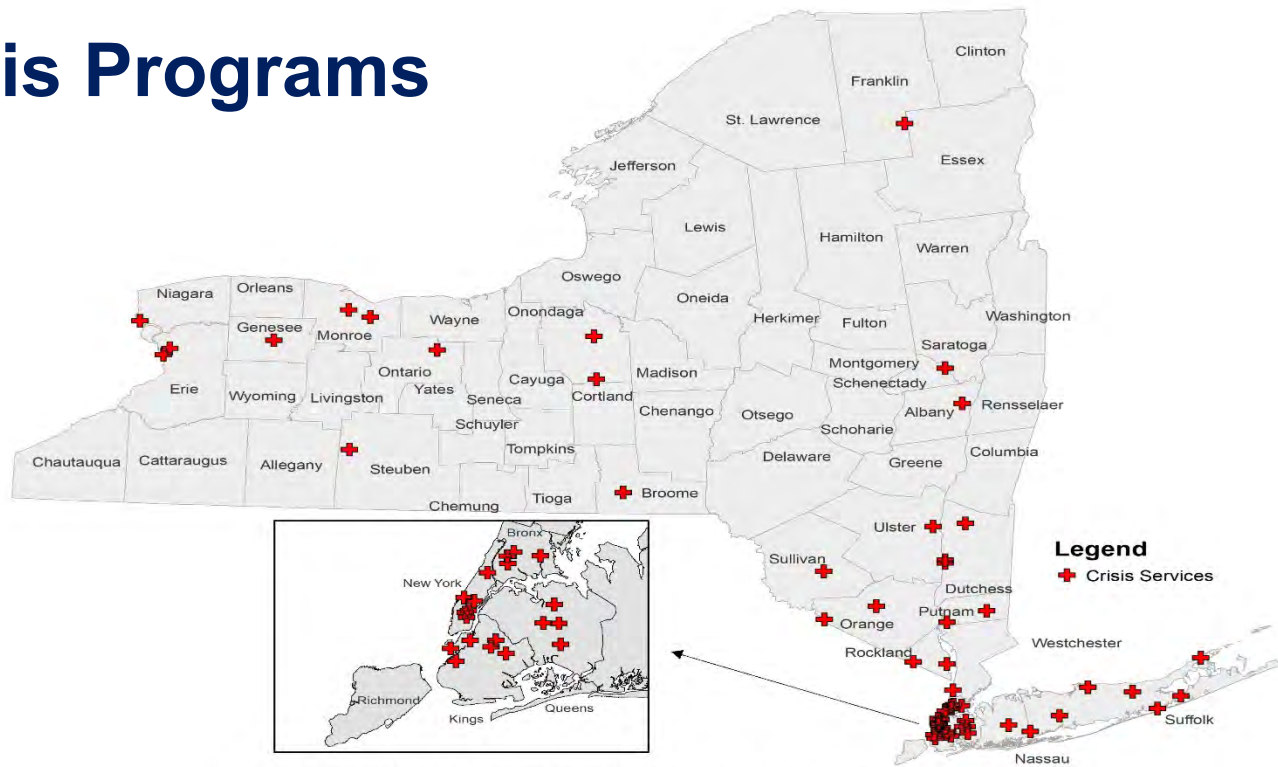 is Programs
Clinton
Franklin
St. Lawrence
Essex
Jefferson
Lewis
Hamilton
Warren
Oswego
Niagara
Orleans
Oneida
Washington
Herkimer
Onondaga
Wayne
Genesee
Monroe
Fulton
Saratoga
Montgomery
Schenectady
Ontario
Madison
Cayuga
Yates
Erie
Wyoming
Livingston
Seneca
Cortland
Chenango
Otsego
Albany
Rensselaer
Schuyler
Schoharie
Tompkins
Delaware
Greene
Columbia
Chautauqua
Cattaraugus
Allegany
Steuben
Broome
Tioga
Chemung
Ulster
Sullivan
Dutchess
Putnam
Orange
Westchester
Rockland
Suffolk
Nassau
Legend
Crisis Services
Bronx
New York
Richmond
Kings
Queens